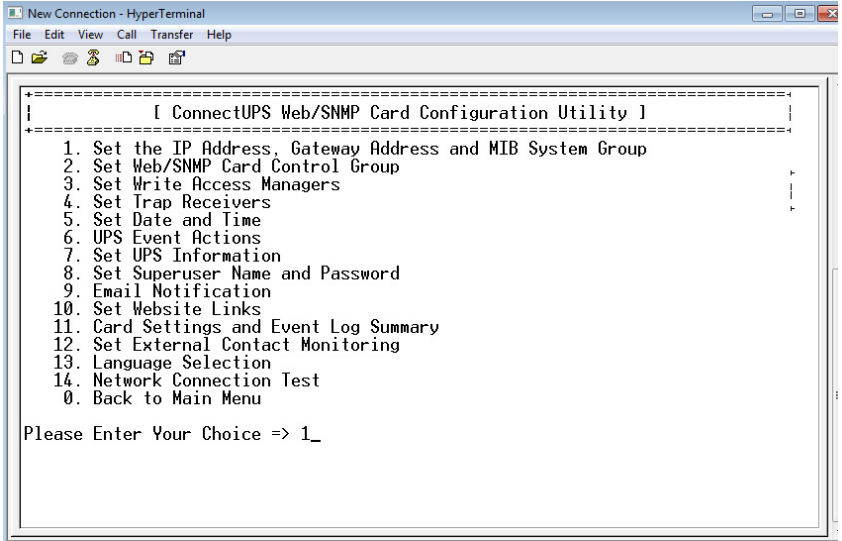 New Connection - HyperTerminal
File Edit View Call Transfer Help
[ ConnectUPS Web/SNMP Card Configuration Utility ]
1. Set the IP Address, Gateway Address and MIB System Group
2. Set Web/SNMP Card Control Group
3. Set Write Access Managers
4. Set Trap Receivers
5. Set Date and Time
6. UPS Event Actions
7. Set UPS Information
8. Set Superuser Name and Password
9. Email Notification
10. Set Website Links
11. Card Settings and Event Log Summary
12. Set External Contact Monitoring
13. Language Selection
14. Network Connection Test
0. Back to Main Menu
Please Enter Your Choice => 1_